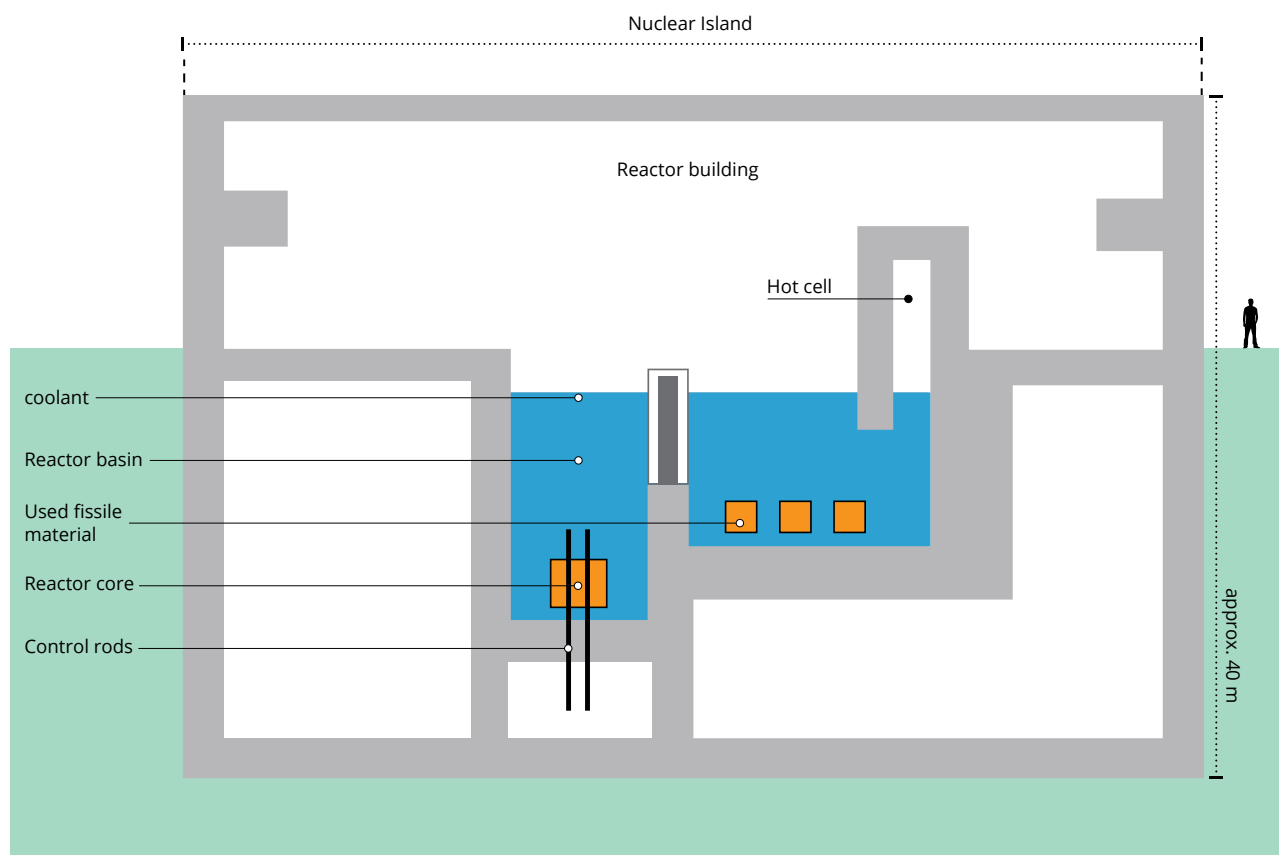 Nuclear Island
Reactor building
Hot cell
coolant
Reactor basin
Used fissile
material
Reactor core
Control rods
approx. 40 m